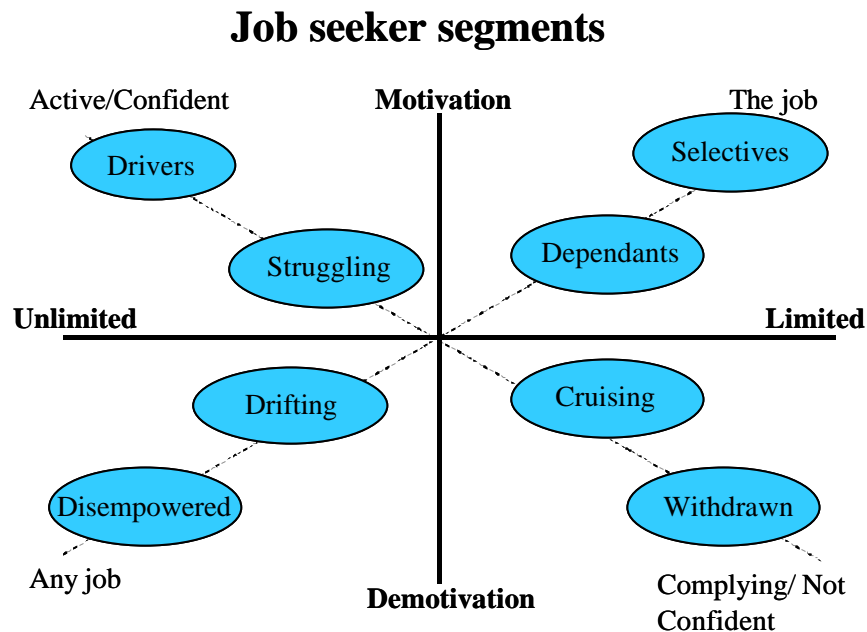 Job seeker segments
Active/Confident
Motivation
The job
Drivers
Selectives
Struggling
Dependants
Unlimited
Limited
Drifting
Cruising
Disempowered
Withdrawn
Any job
Demotivation
Complying/ Not
Confident